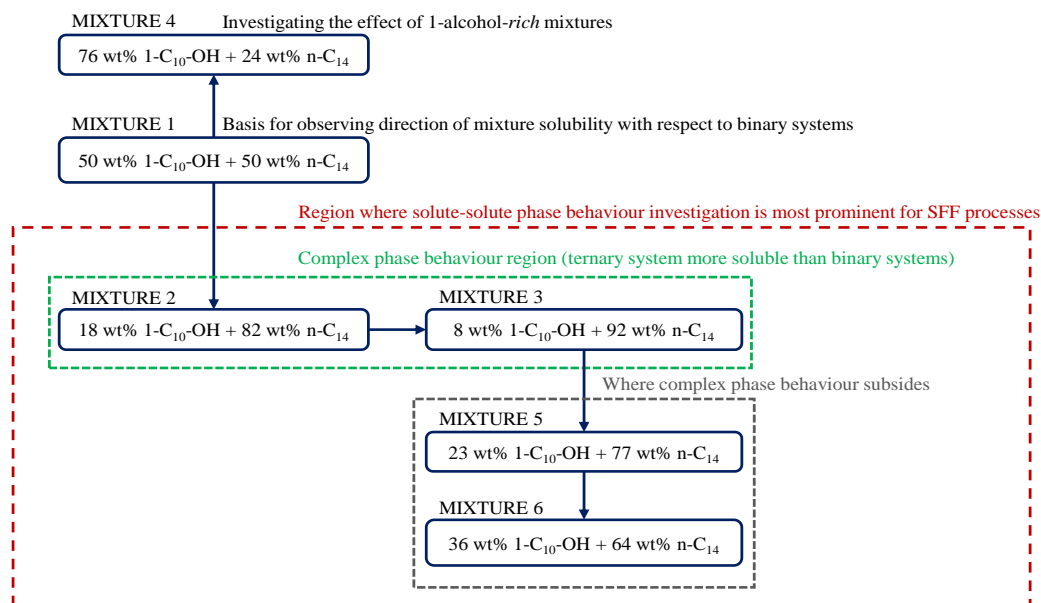 MIXTURE 4
Investigating the effect of 1-alcohol-rich mixtures
76 wt% 1-C₁₀-OH + 24 wt% n-C₁₄
MIXTURE 1
Basis for observing direction of mixture solubility with respect to binary systems
50 wt% 1-C₁₀-OH + 50 wt% n-C₁₄
Region where solute-solute phase behaviour investigation is most prominent for SFF processes
Complex phase behaviour region (ternary system more soluble than binary systems)
MIXTURE 2
18 wt% 1-C₁₀-OH + 82 wt% n-C₁₄
MIXTURE 3
8 wt% 1-C₁₀-OH + 92 wt% n-C₁₄
Where complex phase behaviour subsides
MIXTURE 5
23 wt% 1-C₁₀-OH + 77 wt% n-C₁₄
MIXTURE 6
36 wt% 1-C₁₀-OH + 64 wt% n-C₁₄